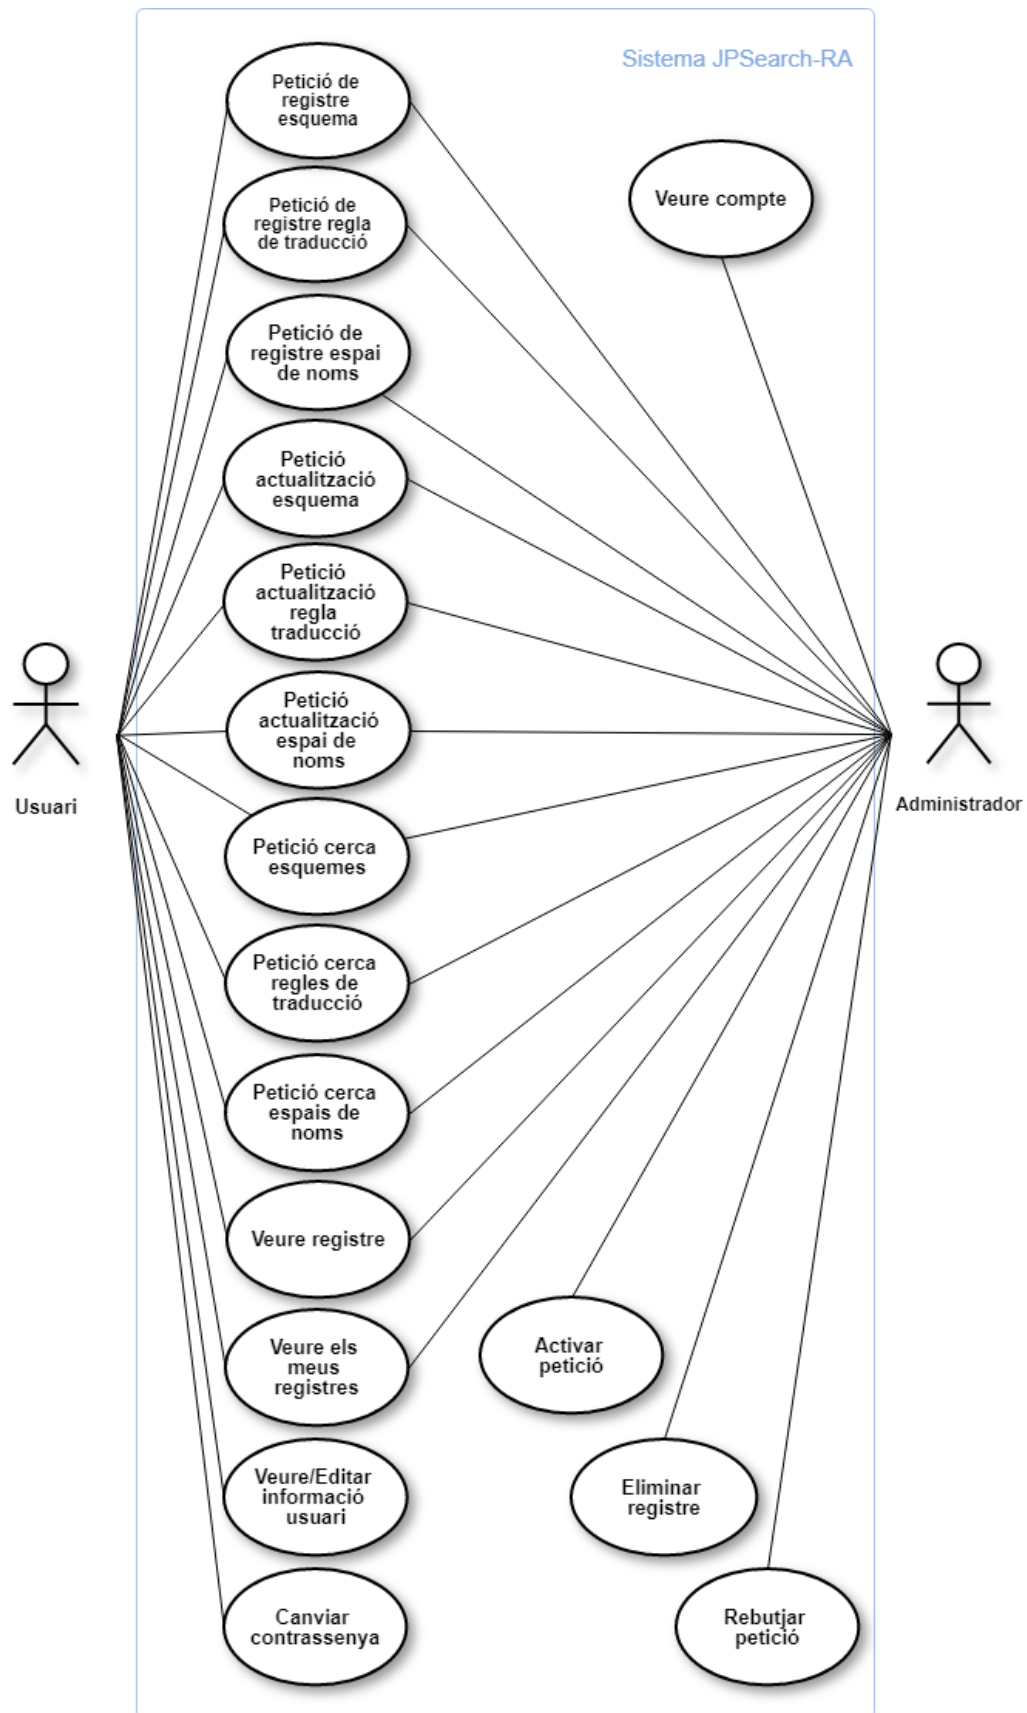 Sistema JPSearch-RA
Petició de
registre
esquema
Veure compte
Petició de
registre regla
de traducció
Petició de
registre espai
de noms
Petició
actualització
esquema
Petició
actualització
regla
traducció
Petició
actualització
espai de
noms
Usuari
Administrador
Petició cerca
esquemes
Petició cerca
regles de
traducció
Petició cerca
espais de
noms
Veure registre
Veure els
meus
registres
Activar
petició
Veure/Editar
informació
usuari
Eliminar
registre
Canviar
contrassenya
Rebutjar
petició